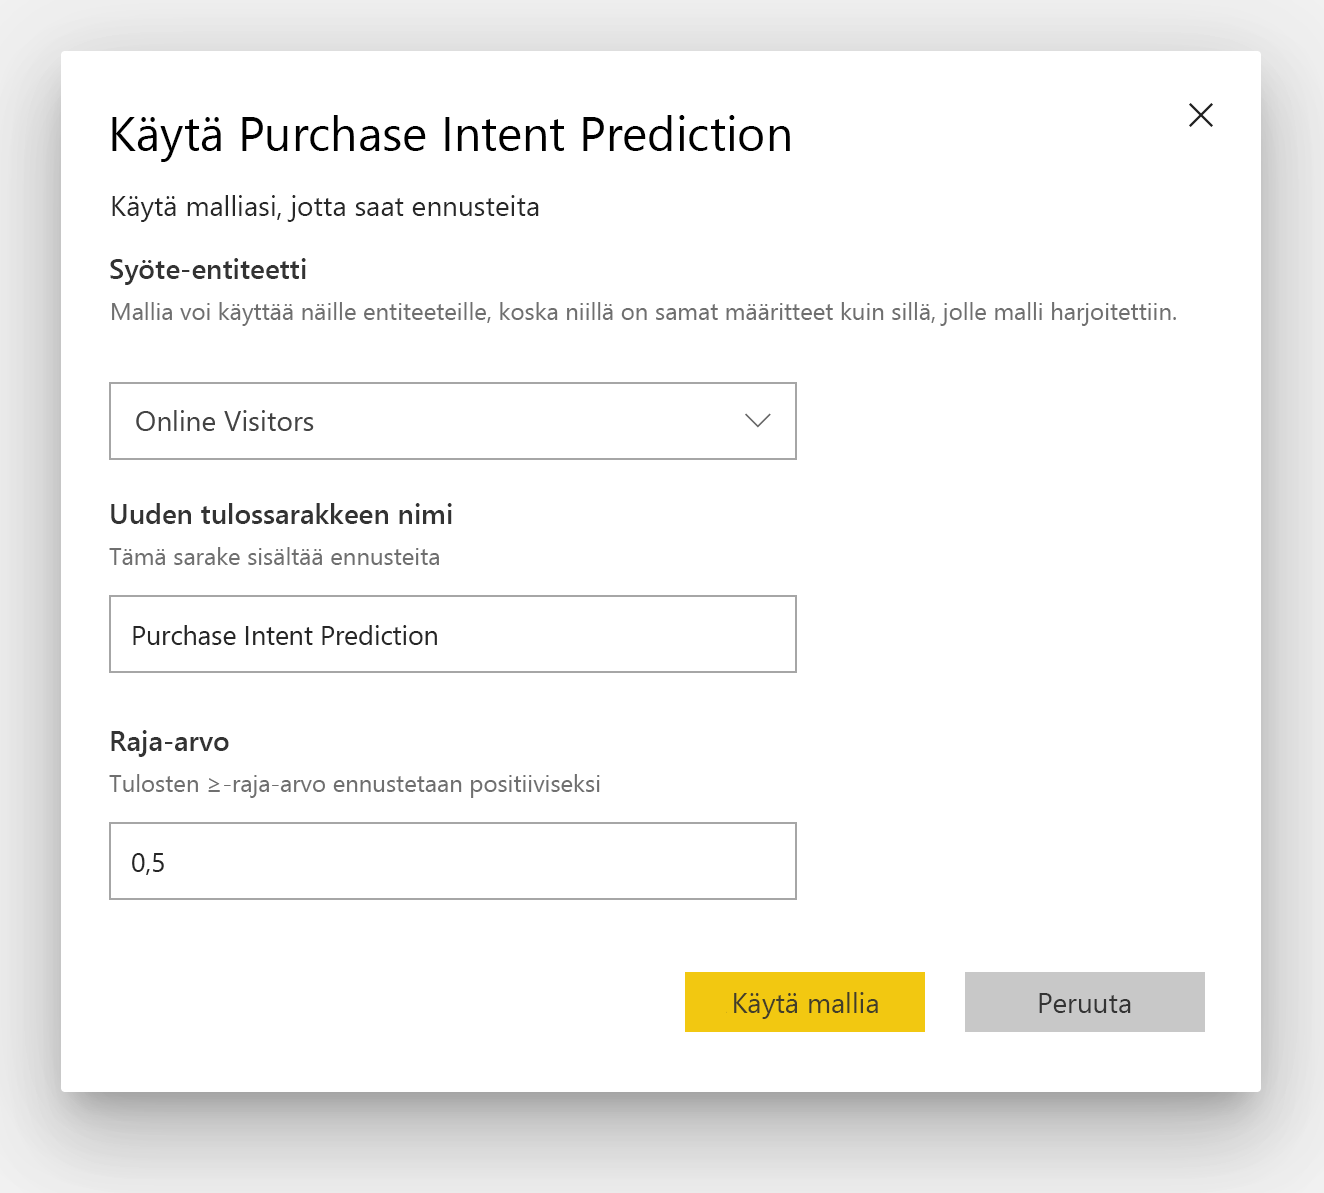 Käytä Purchase Intent Prediction
Käytä malliasi, jotta saat ennusteita
Syöte-entiteetti
Mallia voi käyttää näille entiteeteille, koska niillä on samat määritteet kuin sillä, jolle malli harjoitettiin.
Online Visitors
Uuden tulossarakkeen nimi
Tämä sarake sisältää ennusteita
Purchase Intent Prediction
Raja-arvo
Tulosten ≥-raja-arvo ennustetaan positiiviseksi
0,5
Käytä mallia
Peruuta